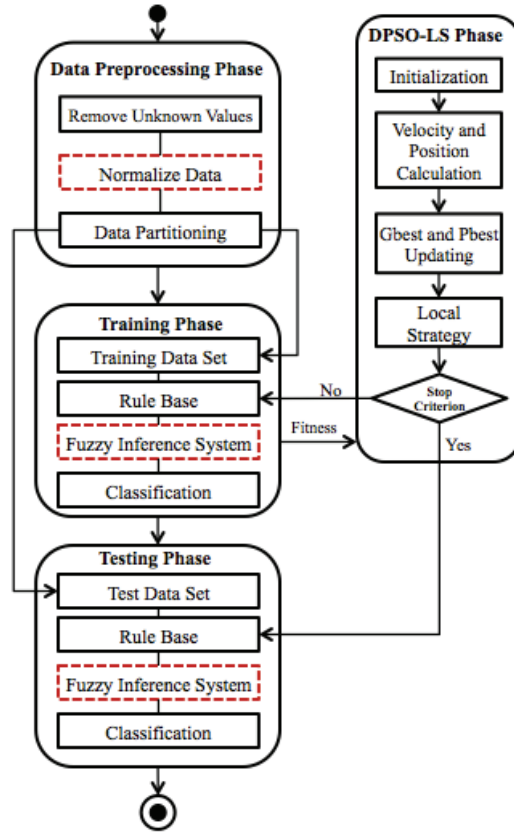 Data Preprocessing Phase
Remove Unknown Values
Normalize Data
Data Partitioning
Training Phase
Training Data Set
Rule Base
Fuzzy Inference System
Classification
Testing Phase
Test Data Set
Rule Base
Fuzzy Inference System
Classification
DPSO-LS Phase
Initialization
Velocity and
Position
Calculation
Gbest and Pbest
Updating
Local
Strategy
Stop
Criterion
No
Yes
Fitness